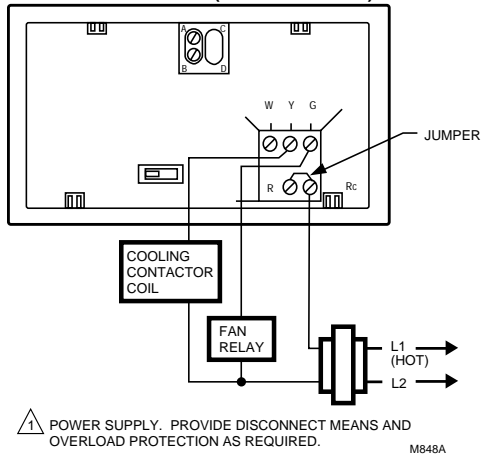 A C
B D
W Y G
JUMPER
R Rc
COOLING
CONTACTOR
COIL
FAN
RELAY
L1
(HOT)
L2
1 POWER SUPPLY. PROVIDE DISCONNECT MEANS AND
OVERLOAD PROTECTION AS REQUIRED.
M848A